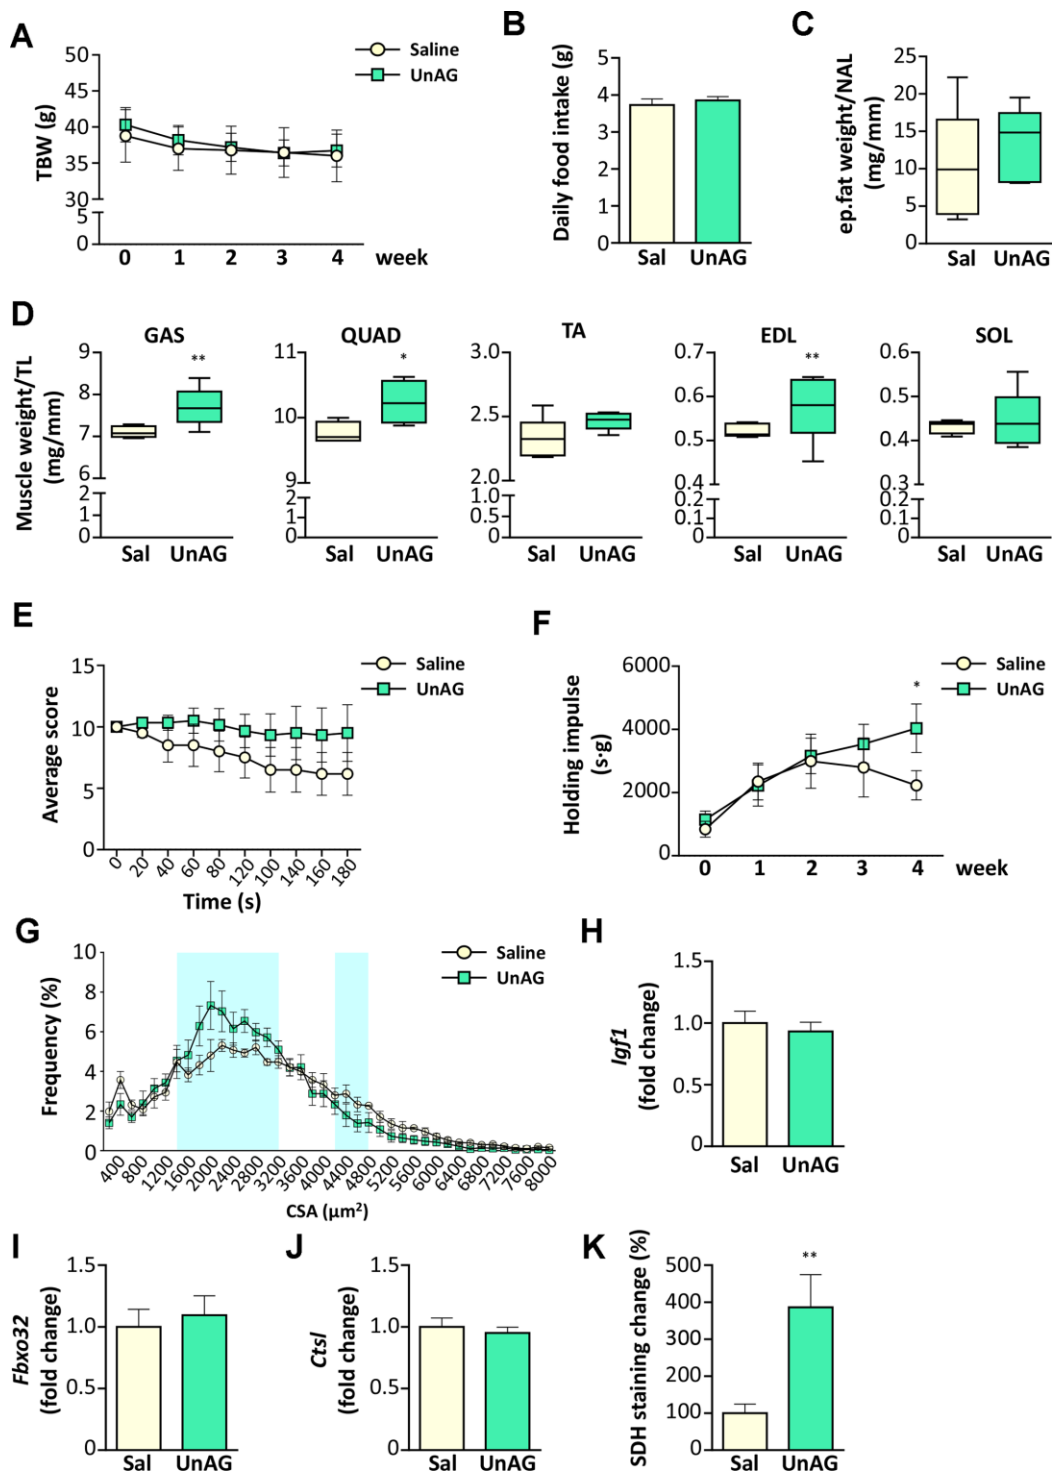 A
Saline
UnAG
TBW (g)
50
45
40
35
30
5
0
0 1 2 3 4 week
B
Daily food intake (g)
5
4
3
2
1
0
Sal UnAG
C
ep.fat weight/NAL
(mg/mm)
25
20
15
10
5
0
Sal UnAG
D
Muscle weight/TL
(mg/mm)
GAS
9
8
7
6
2
1
0
**
Sal UnAG
QUAD
11
10
9
2
1
0
*
Sal UnAG
TA
3.0
2.5
2.0
1.0
0.5
0
Sal UnAG
EDL
0.7
0.6
0.5
0.4
0.2
0.1
0
**
Sal UnAG
SOL
0.7
0.6
0.5
0.4
0.3
0.2
0.1
0
Sal UnAG
E
Saline
UnAG
Average score
15
10
5
0
0 20 40 60 80 120 100 140 160 180
Time (s)
F
Saline
UnAG
Holding impulse
(s·g)
6000
4000
2000
0
*
0 1 2 3 4 week
G
Saline
UnAG
Frequency (%)
10
8
6
4
2
0
400 800 1200 1600 2000 2400 2800 3200 3600 4000 4400 4800 5200 5600 6000 6400 6800 7200 7600 8000
CSA (µm²)
H
Igf1
(fold change)
1.5
1.0
0.5
0
Sal UnAG
I
Fbxo32
(fold change)
1.5
1.0
0.5
0
Sal UnAG
J
Ctsl
(fold change)
1.5
1.0
0.5
0
Sal UnAG
K
SDH staining change (%)
500
400
300
200
100
0
**
Sal UnAG